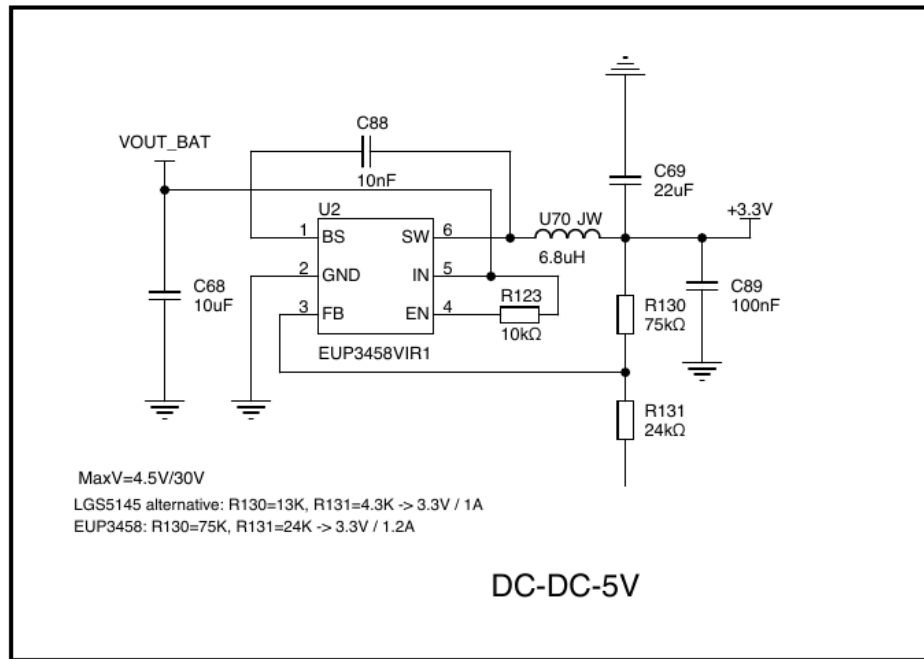 C88
VOUT_BAT
10nF
C69
22uF
+3.3V
U2
U70 JW
6.8uH
1
BS
SW
6
2
GND
IN
5
3
FB
EN
4
C68
10uF
R123
10kΩ
C89
100nF
R130
75kΩ
EUP3458VIR1
R131
24kΩ
MaxV=4.5V/30V
LGS5145 alternative: R130=13K, R131=4.3K -> 3.3V / 1A
EUP3458: R130=75K, R131=24K -> 3.3V / 1.2A
DC-DC-5V